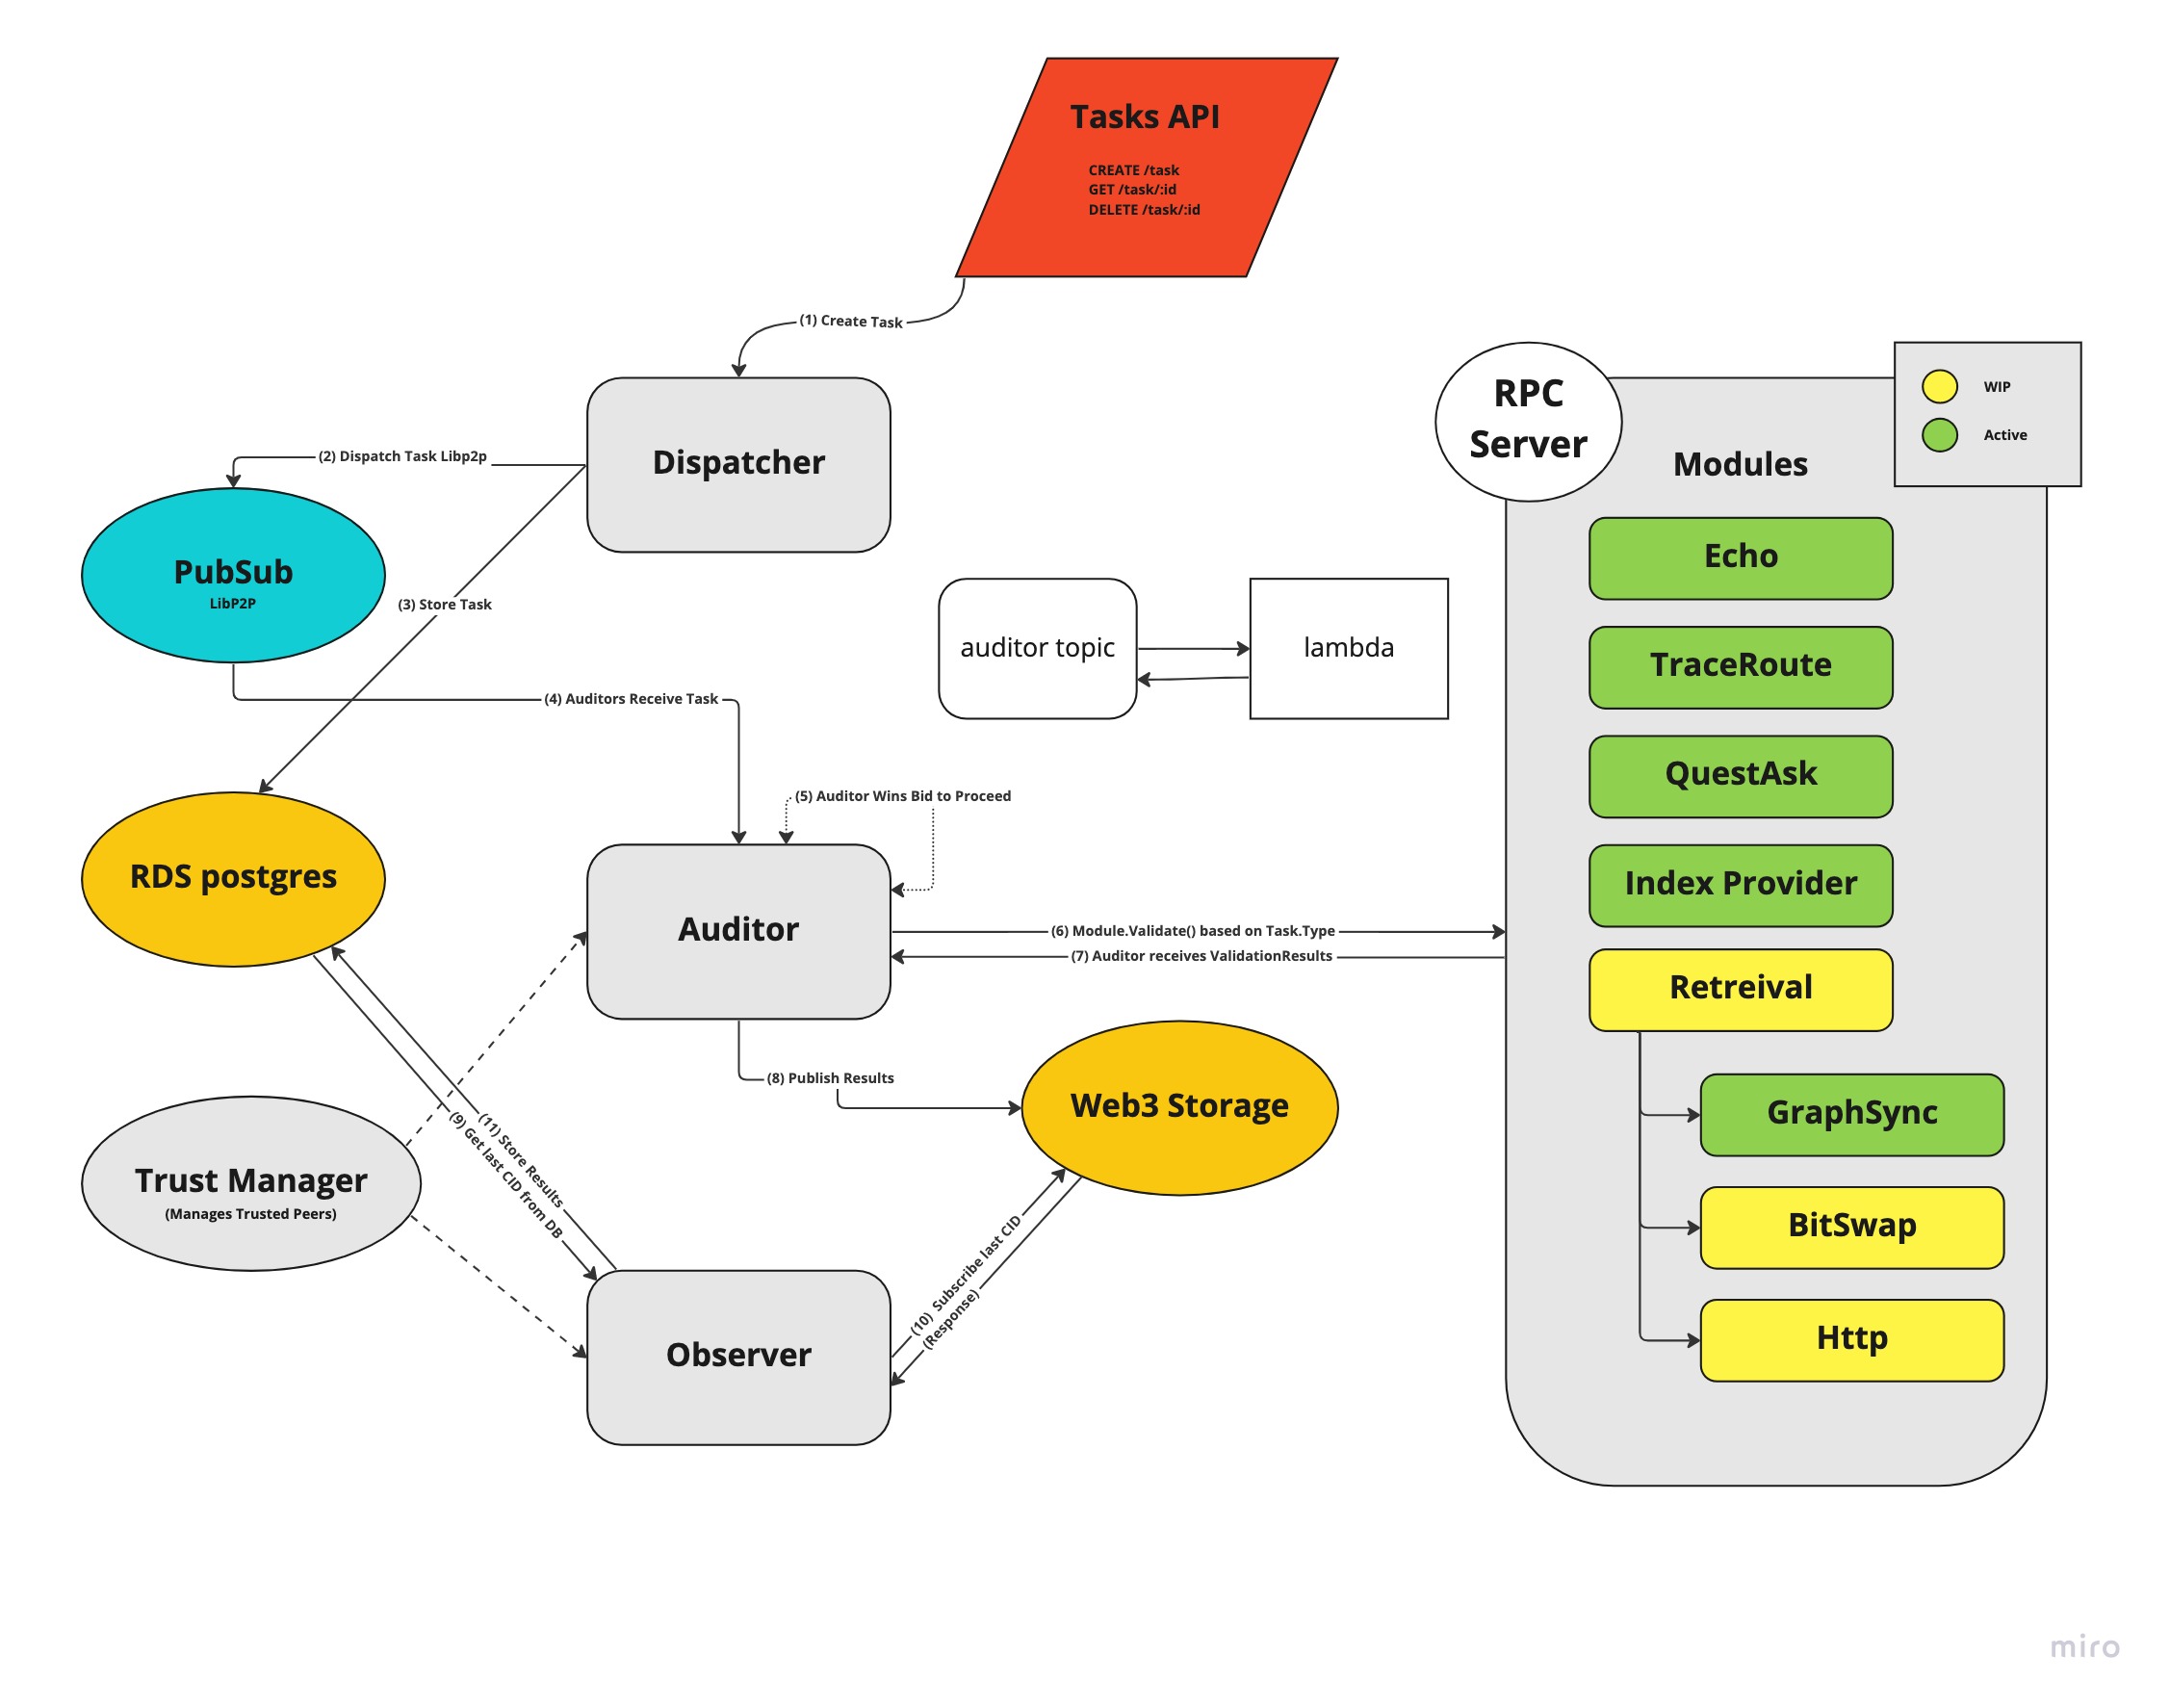 Tasks API
CREATE /task
GET /task/:id
DELETE /task/:id
(1) Create Task
Dispatcher
(2) Dispatch Task Libp2p
PubSub
LibP2P
(3) Store Task
(4) Auditors Receive Task
auditor topic
lambda
RDS postgres
(5) Auditor Wins Bid to Proceed
Auditor
(6) Module.Validate() based on Task.Type
(7) Auditor receives ValidationResults
(8) Publish Results
Web3 Storage
Trust Manager
(Manages Trusted Peers)
(11) Store Results
(9) Get last CID from DB
Observer
(10) Subscribe last CID
(Response)
RPC
Server
WIP
Active
Modules
Echo
TraceRoute
QuestAsk
Index Provider
Retreival
GraphSync
BitSwap
Http
miro